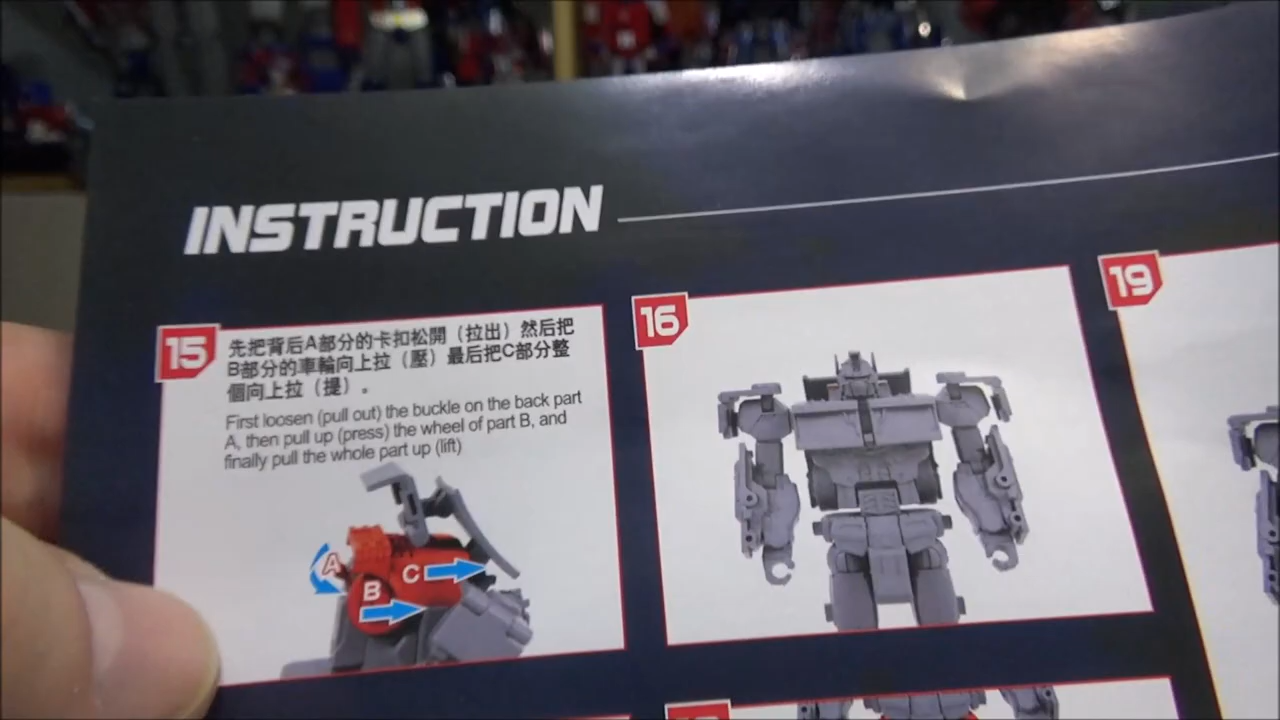 INSTRUCTION
15
先把背后A部分的卡扣松開（拉出）然后把
B部分的車輪向上拉（壓）最后把C部分整
個向上拉（提）。
First loosen (pull out) the buckle on the back part
A, then pull up (press) the wheel of part B, and
finally pull the whole part up (lift)
A
B
C
16
19